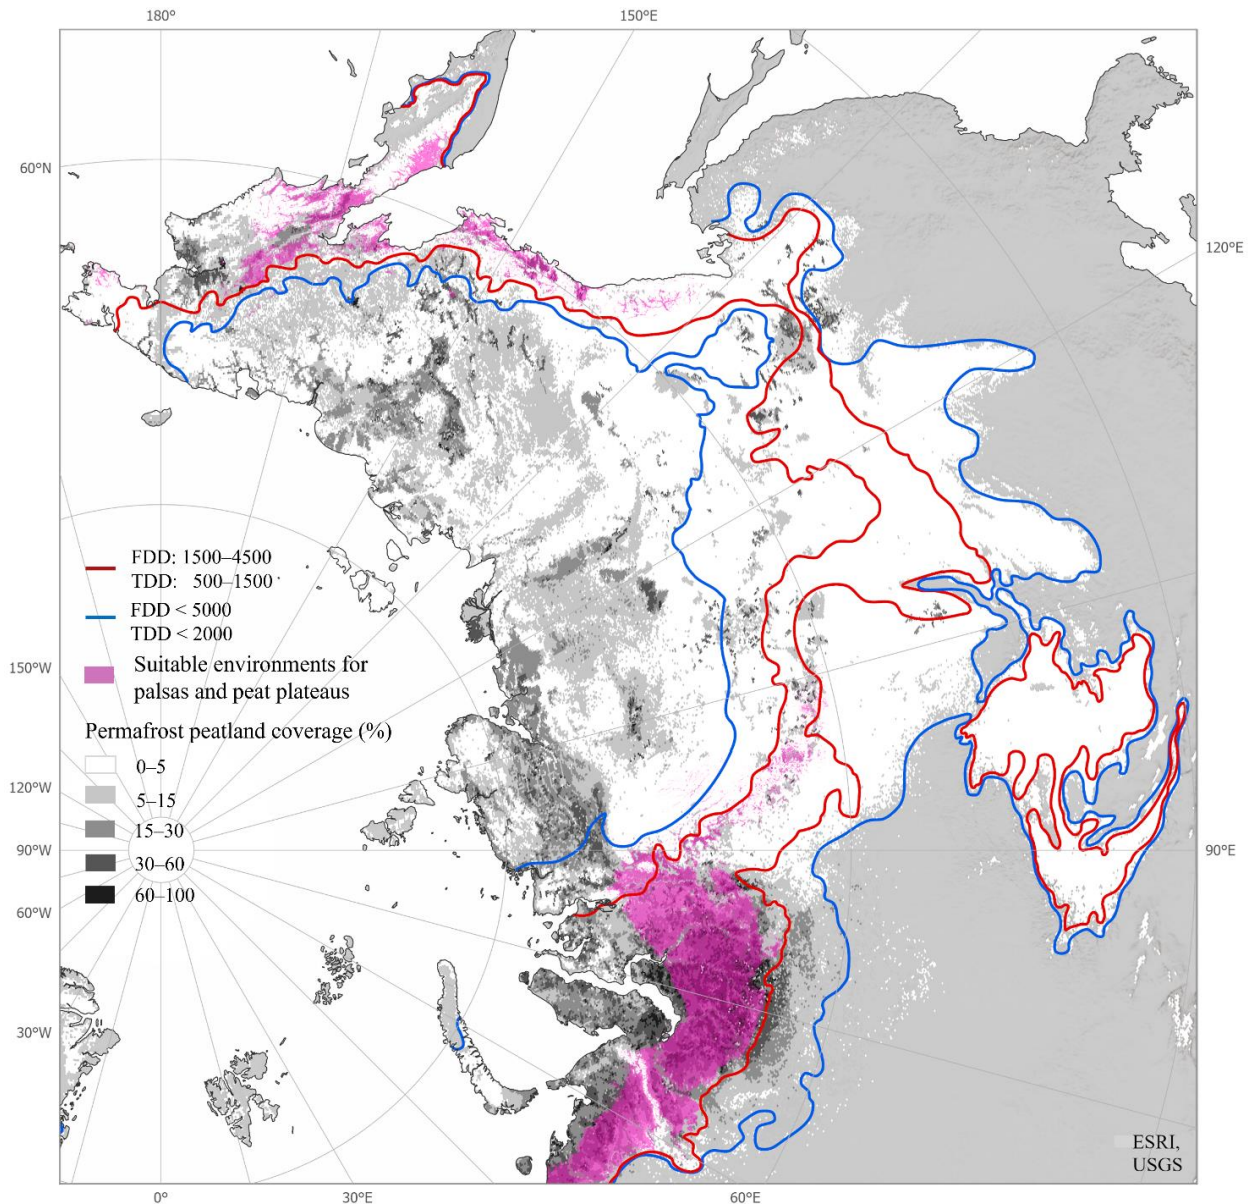 180°
150°E
60°N
120°E
FDD: 1500–4500
TDD: 500–1500
FDD < 5000
TDD < 2000
150°W
Suitable environments for
palsas and peat plateaus
Permafrost peatland coverage (%)
0–5
120°W
5–15
15–30
90°W
90°E
30–60
60–100
60°W
30°W
ESRI,
USGS
0°
30°E
60°E